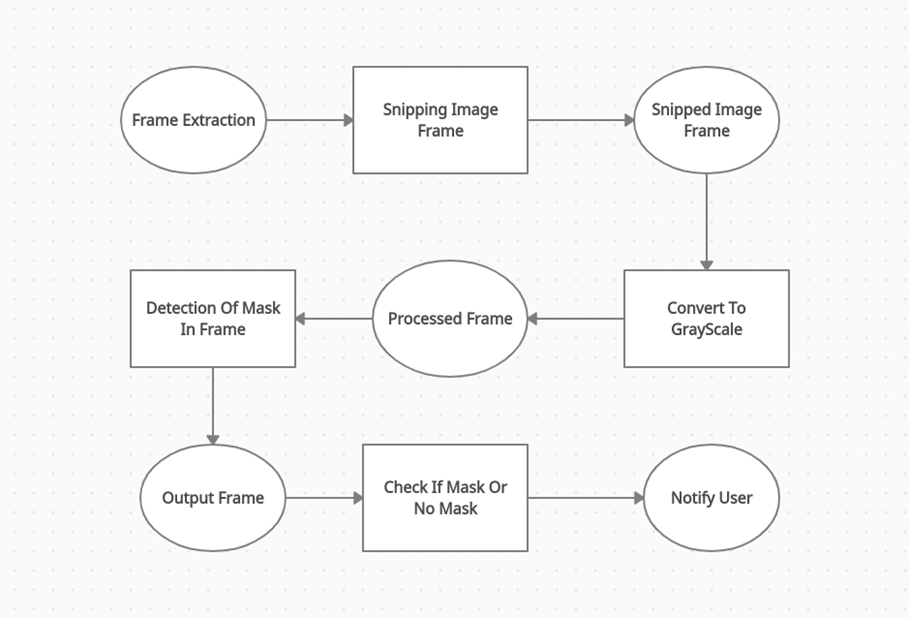 Frame Extraction
Snipping Image
Frame
Snipped Image
Frame
Convert To
GrayScale
Processed Frame
Detection Of Mask
In Frame
Output Frame
Check If Mask Or
No Mask
Notify User